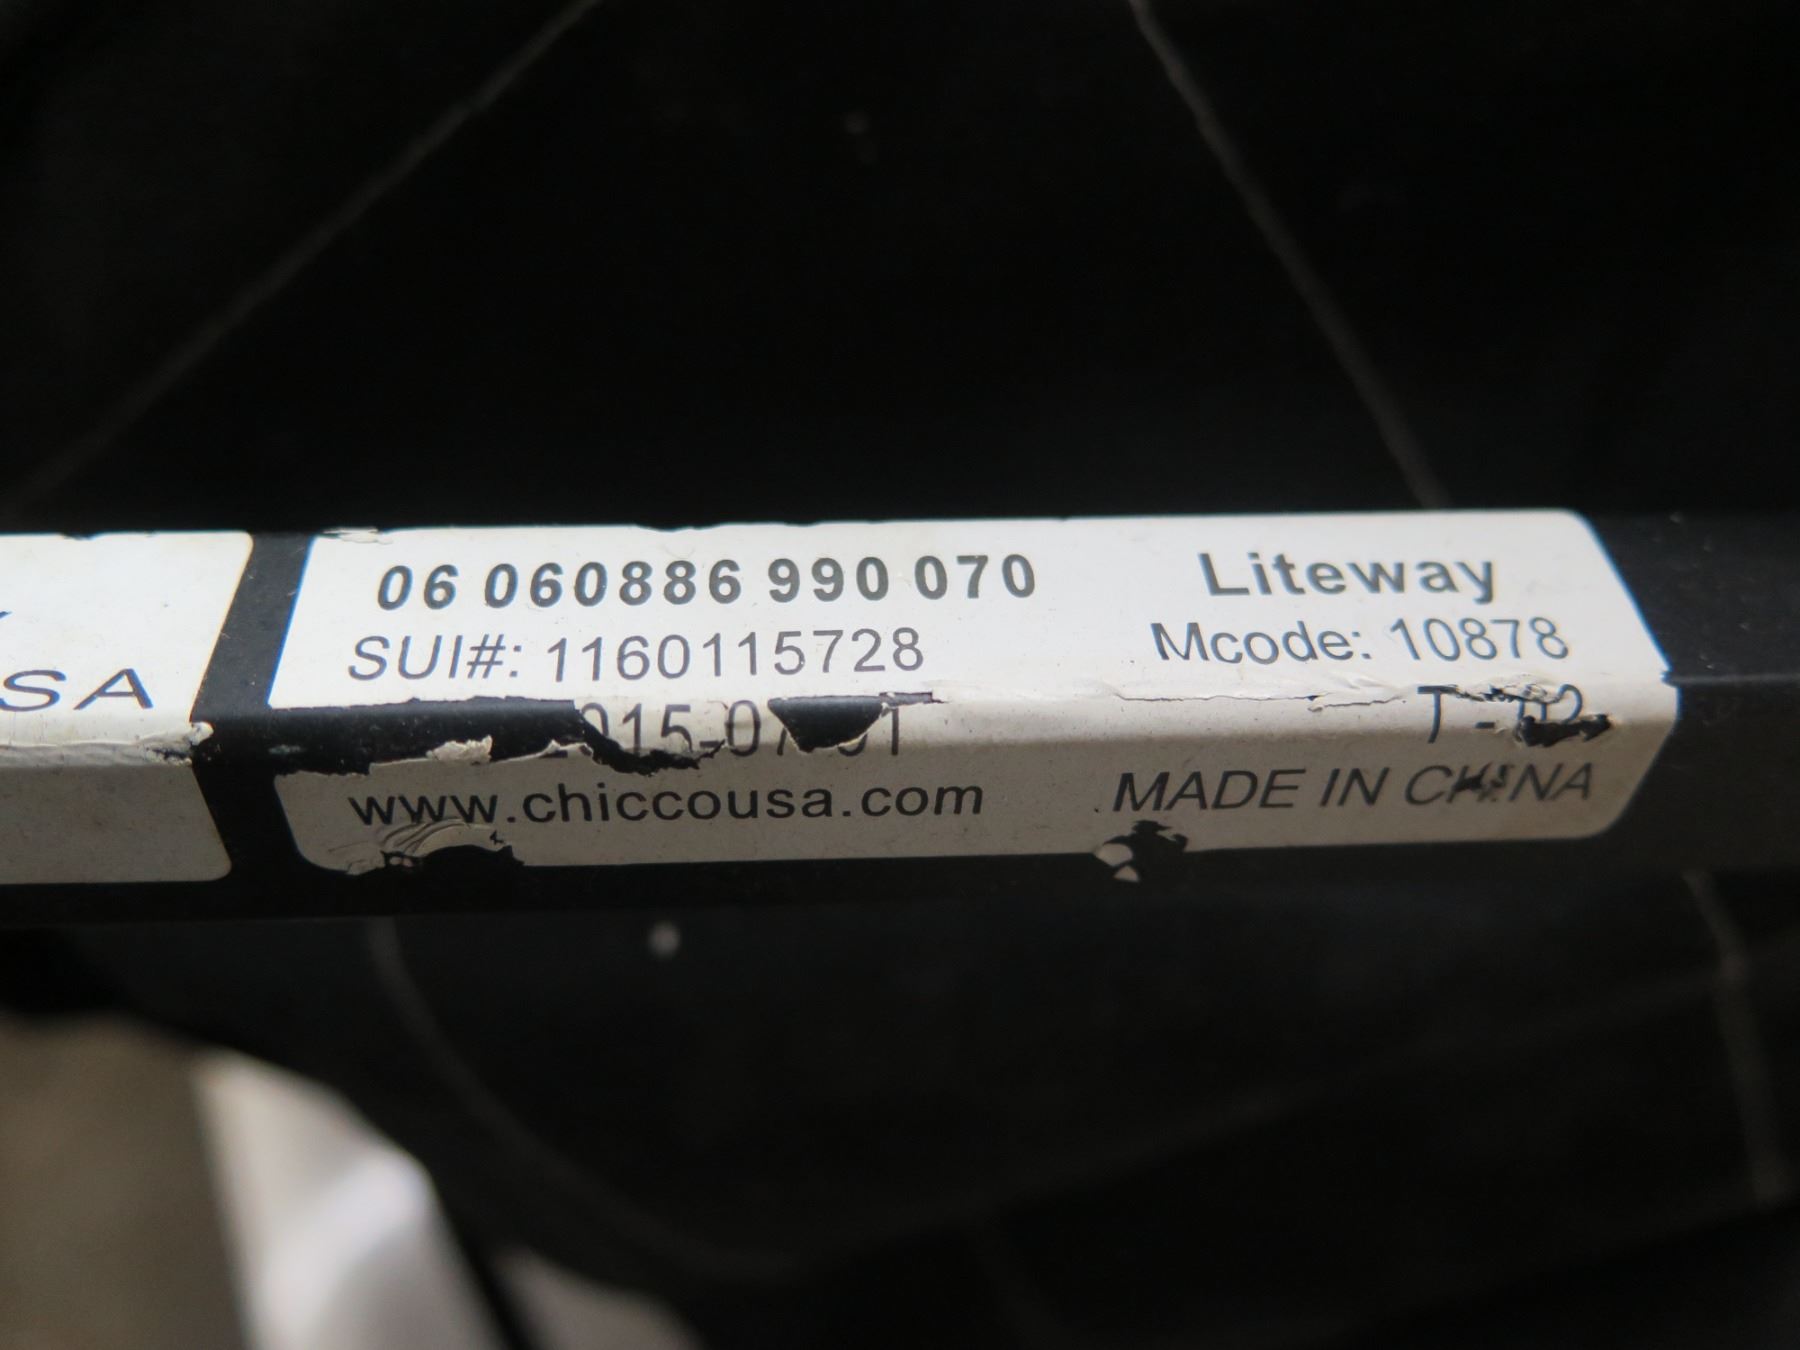 SA
06 060886 990 070
SUI#: 1160115728
Liteway
Mcode: 10878
www.chiccousa.com
MADE IN CHINA